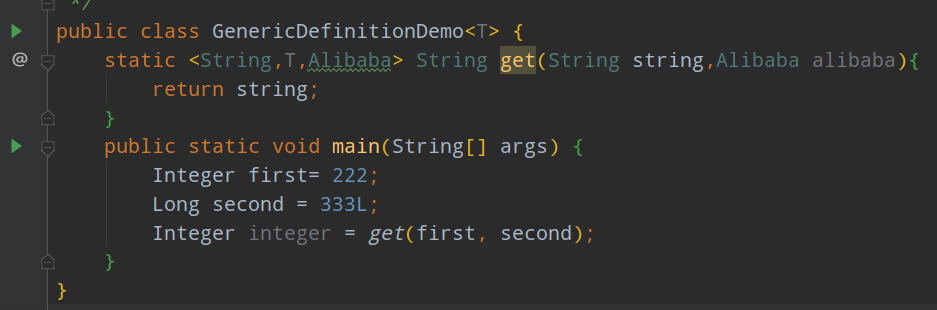 */
public class GenericDefinitionDemo<T> {
@ static <String,T,Alibaba> String get(String string,Alibaba alibaba){
return string;
}
public static void main(String[] args) {
Integer first= 222;
Long second = 333L;
Integer integer = get(first, second);
}
}